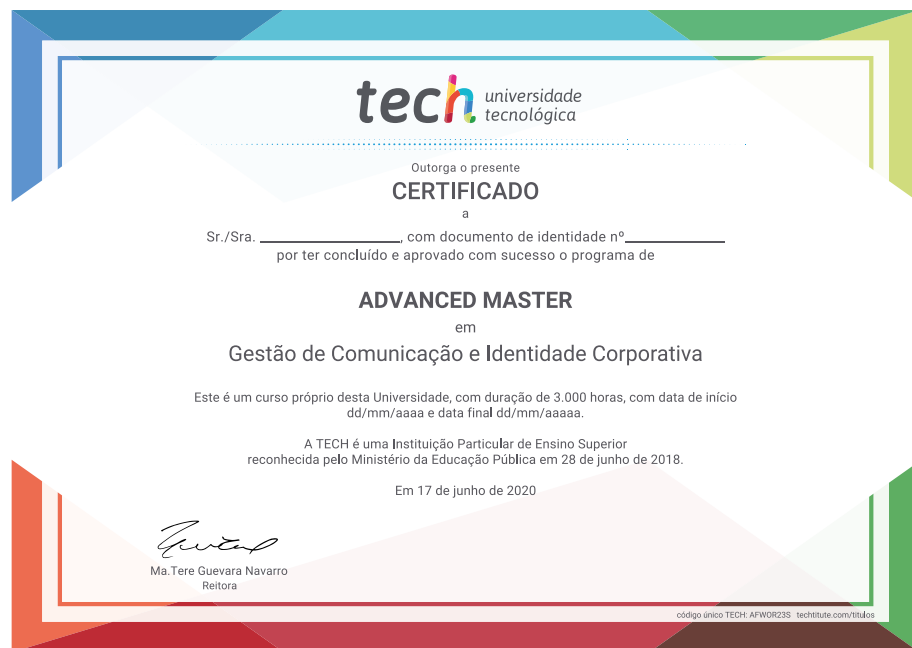 tech universidade
tecnológica
Outorga o presente
CERTIFICADO
a
Sr./Sra. ____________________, com documento de identidade nº______________
por ter concluído e aprovado com sucesso o programa de
ADVANCED MASTER
em
Gestão de Comunicação e Identidade Corporativa
Este é um curso próprio desta Universidade, com duração de 3.000 horas, com data de início
dd/mm/aaaa e data final dd/mm/aaaaa.
A TECH é uma Instituição Particular de Ensino Superior
reconhecida pelo Ministério da Educação Pública em 28 de junho de 2018.
Em 17 de junho de 2020
Ma.Tere Guevara Navarro
Reitora
código único TECH: AFWOR23S techtitute.com/titulos